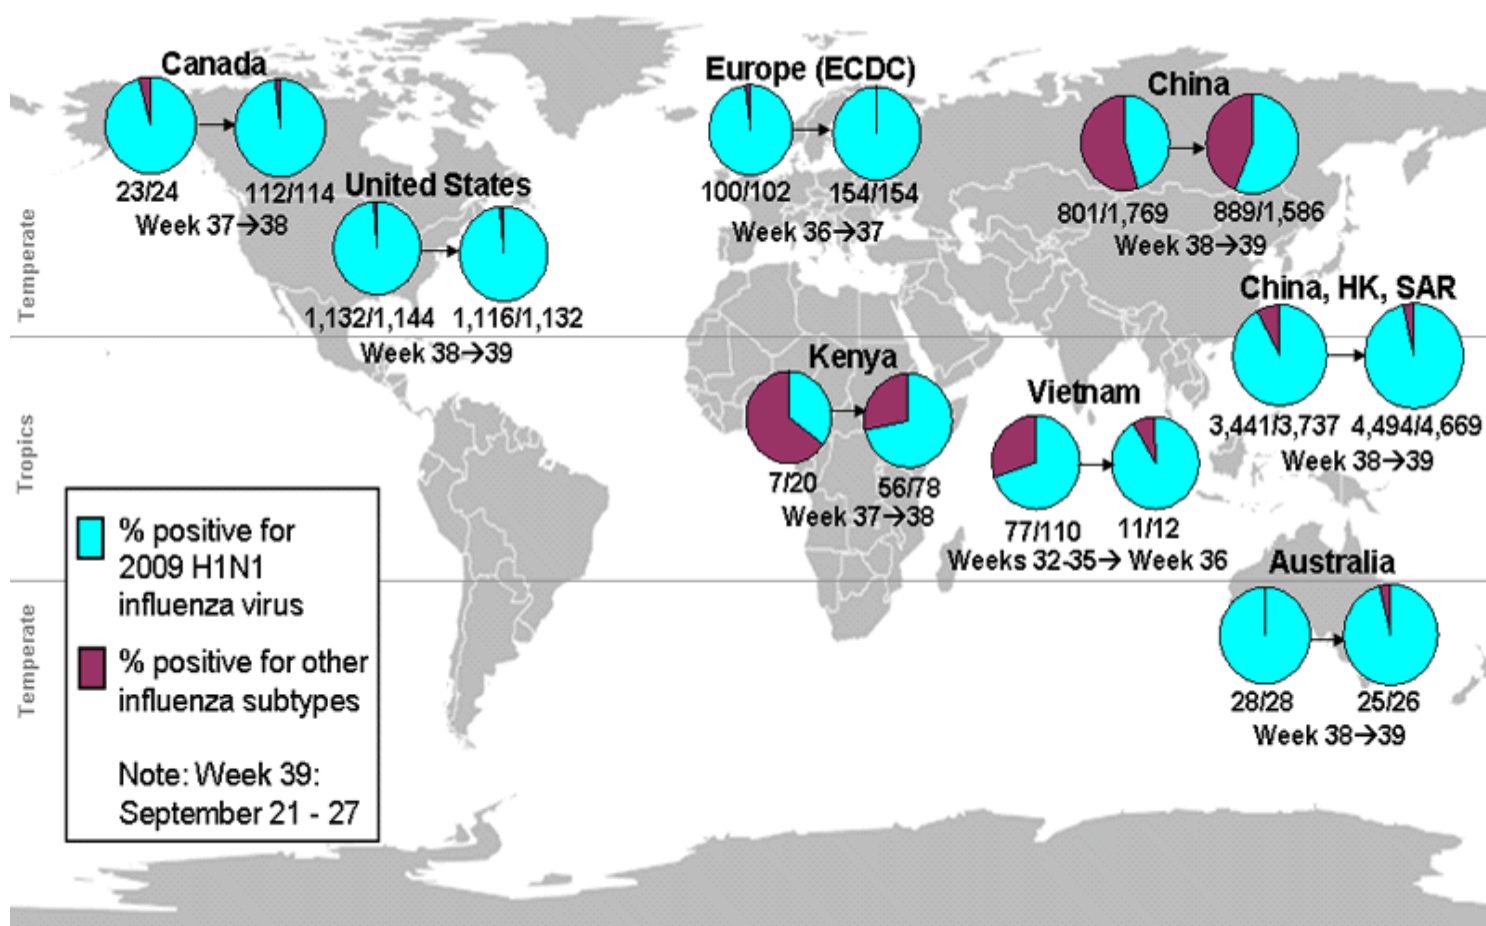 Canada
23/24
112/114
Week 37→38
United States
1,132/1,144
1,116/1,132
Week 38→39
Europe (ECDC)
100/102
154/154
Week 36→37
China
801/1,769
889/1,586
Week 38→39
China, HK, SAR
3,441/3,737
4,494/4,669
Week 38→39
Kenya
7/20
56/78
Week 37→38
Vietnam
77/110
11/12
Weeks 32-35→ Week 36
Australia
28/28
25/26
Week 38→39
Temperate
Tropics
Temperate
% positive for
2009 H1N1
influenza virus
% positive for other
influenza subtypes
Note: Week 39:
September 21 - 27